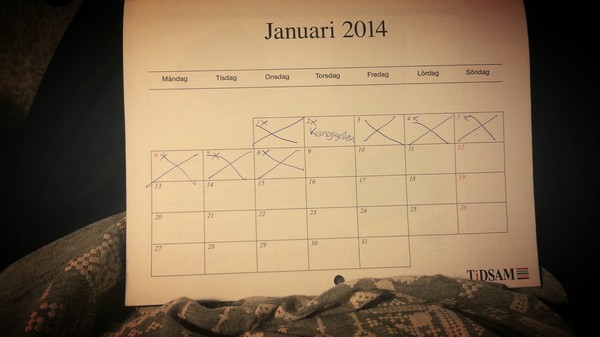 Januari 2014
Måndag Tisdag Onsdag Torsdag Fredag Lördag Söndag
1 2 3 4 5
Kungsgrillen
6 7 8 9 10 11 12
13 14 15 16 17 18 19
20 21 22 23 24 25 26
27 28 29 30 31
TiDSAM